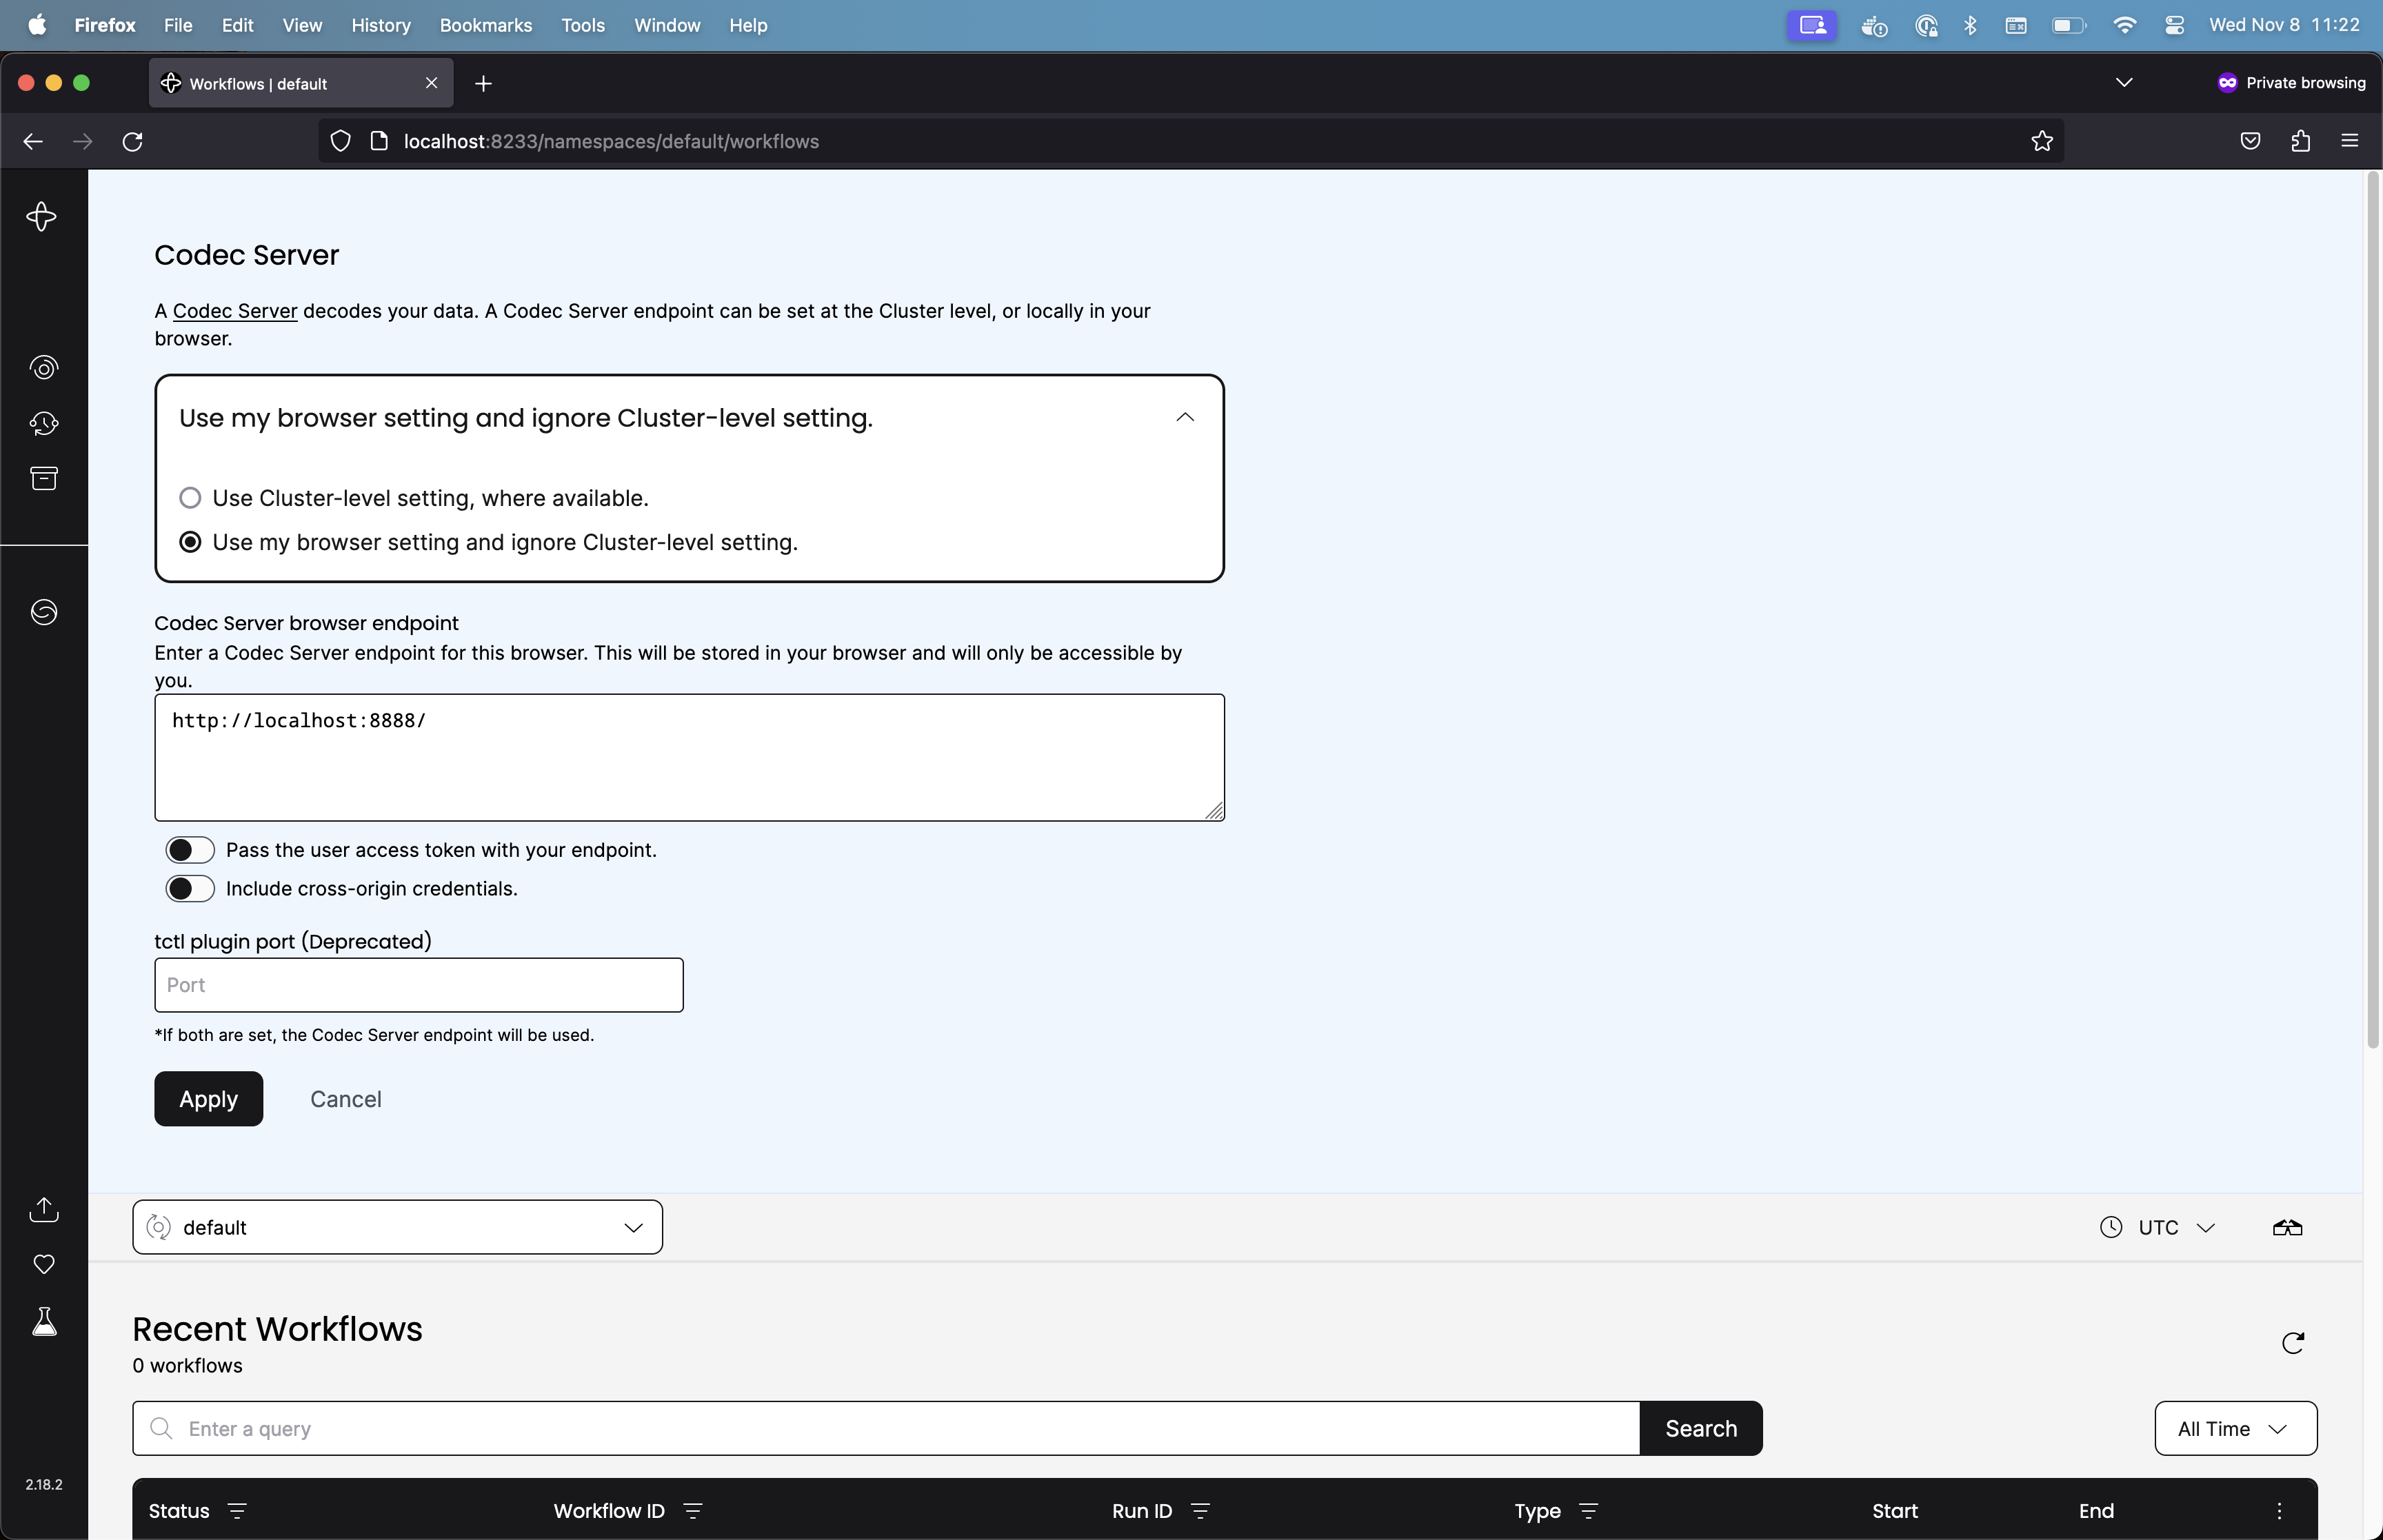 Firefox File Edit View History Bookmarks Tools Window Help Wed Nov 8 11:22
Workflows | default Private browsing
localhost:8233/namespaces/default/workflows
Codec Server
A Codec Server decodes your data. A Codec Server endpoint can be set at the Cluster level, or locally in your
browser.
Use my browser setting and ignore Cluster-level setting.
Use Cluster-level setting, where available.
Use my browser setting and ignore Cluster-level setting.
Codec Server browser endpoint
Enter a Codec Server endpoint for this browser. This will be stored in your browser and will only be accessible by
you.
http://localhost:8888/
Pass the user access token with your endpoint.
Include cross-origin credentials.
tctl plugin port (Deprecated)
Port
*If both are set, the Codec Server endpoint will be used.
Apply Cancel
default UTC
Recent Workflows
0 workflows
Enter a query Search All Time
2.18.2
Status Workflow ID Run ID Type Start End